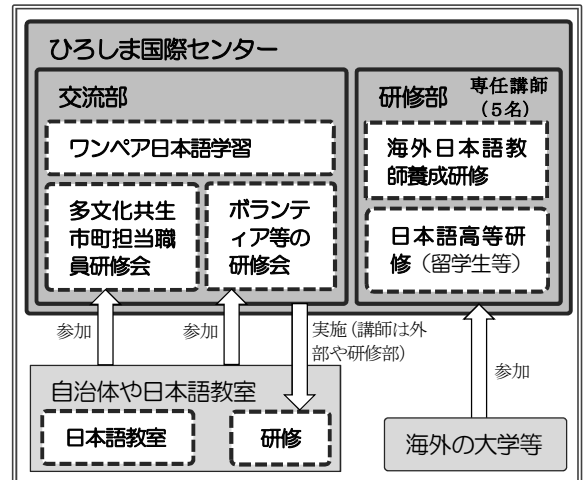 ひろしま国際センター
交流部
ワンペア日本語学習
多文化共生
市町担当職
員研修会
ボランテ
ィア等の
研修会
研修部
専任講師
（5名）
海外日本語教
師養成研修
日本語高等研
修（留学生等）
参加
参加
実施（講師は外
部や研修部）
参加
自治体や日本語教室
日本語教室
研修
海外の大学等